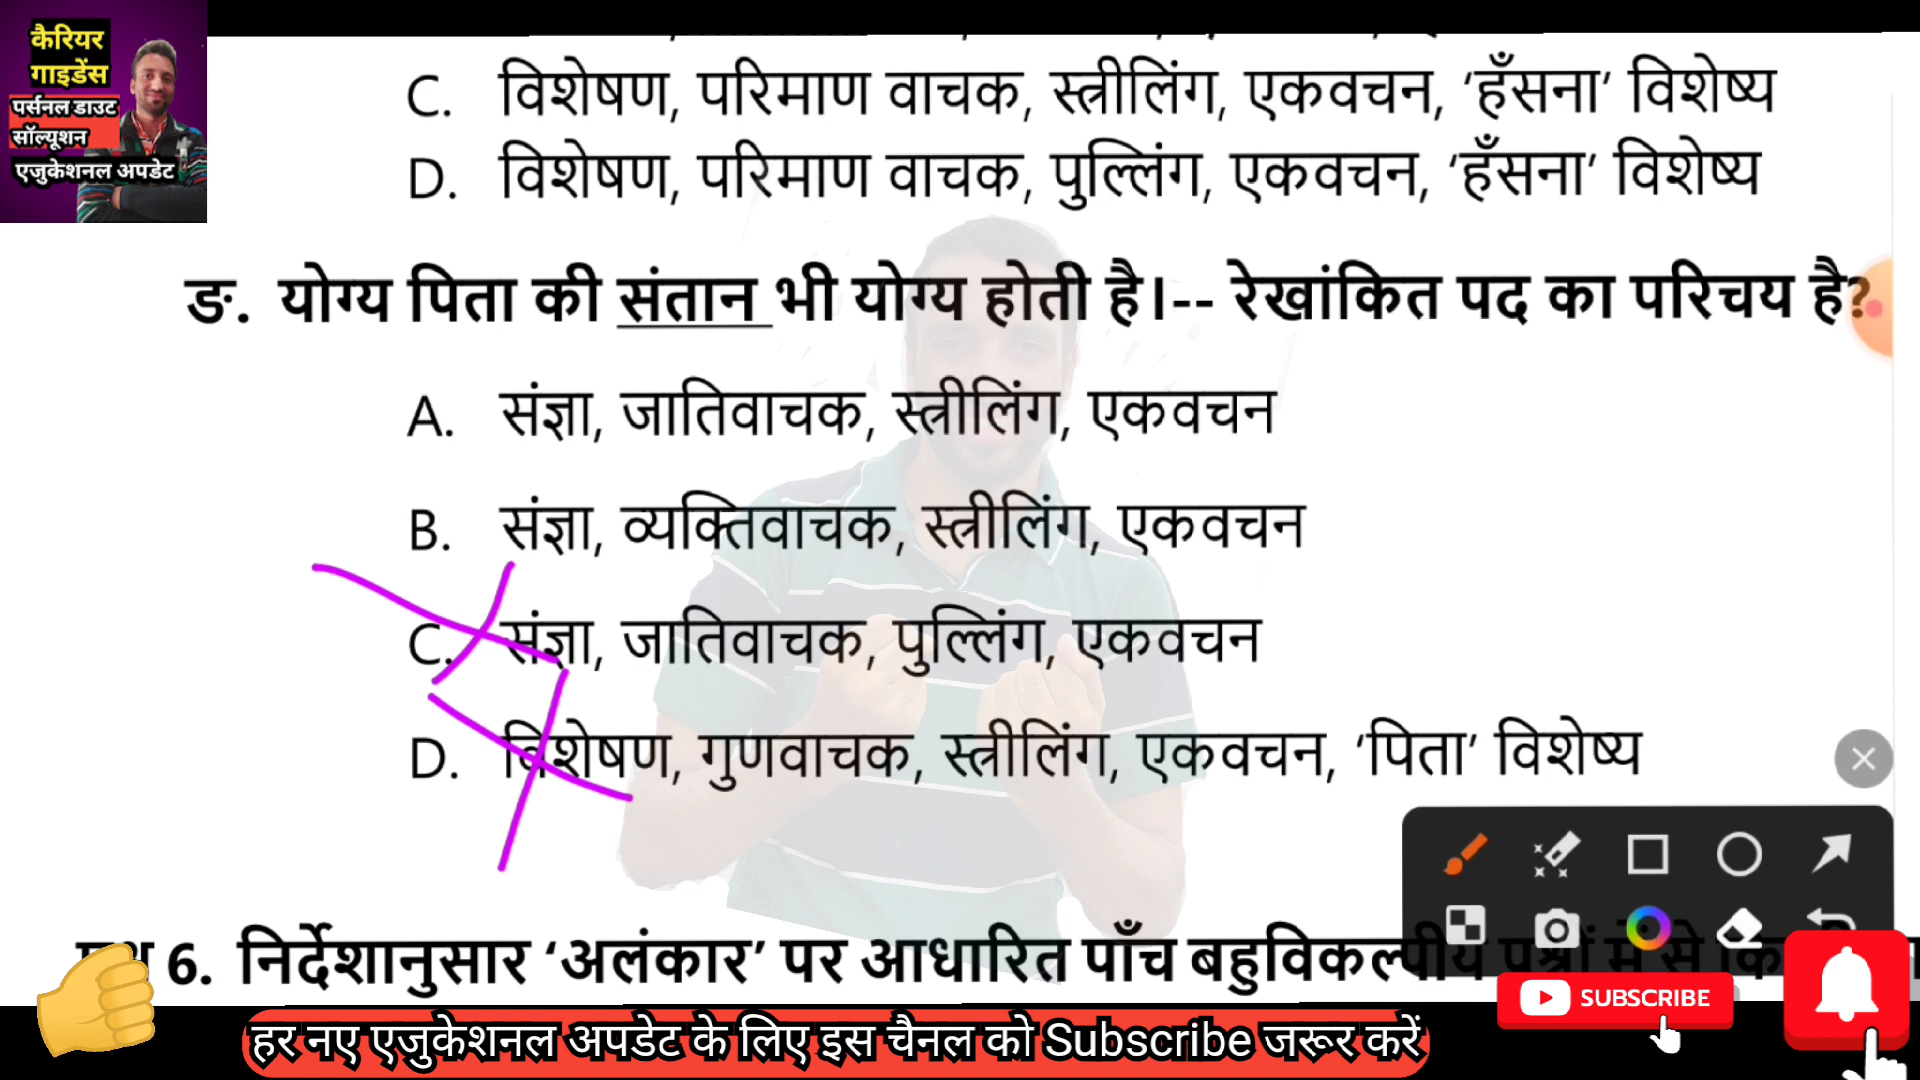 कैरियर
गाइडेंस
पर्सनल डाउट
सॉल्यूशन
एजुकेशनल अपडेट
C. विशेषण, परिमाण वाचक, स्त्रीलिंग, एकवचन, ‘हँसना’ विशेष्य
D. विशेषण, परिमाण वाचक, पुल्लिंग, एकवचन, ‘हँसना’ विशेष्य
ङ. योग्य पिता की संतान भी योग्य होती है।-- रेखांकित पद का परिचय है?
A. संज्ञा, जातिवाचक, स्त्रीलिंग, एकवचन
B. संज्ञा, व्यक्तिवाचक, स्त्रीलिंग, एकवचन
C. संज्ञा, जातिवाचक, पुल्लिंग, एकवचन
D. विशेषण, गुणवाचक, स्त्रीलिंग, एकवचन, ‘पिता’ विशेष्य
6. निर्देशानुसार ‘अलंकार’ पर आधारित पाँच बहुविकल्पीय प्रश्नों में से
SUBSCRIBE
हर नए एजुकेशनल अपडेट के लिए इस चैनल को Subscribe जरूर करें